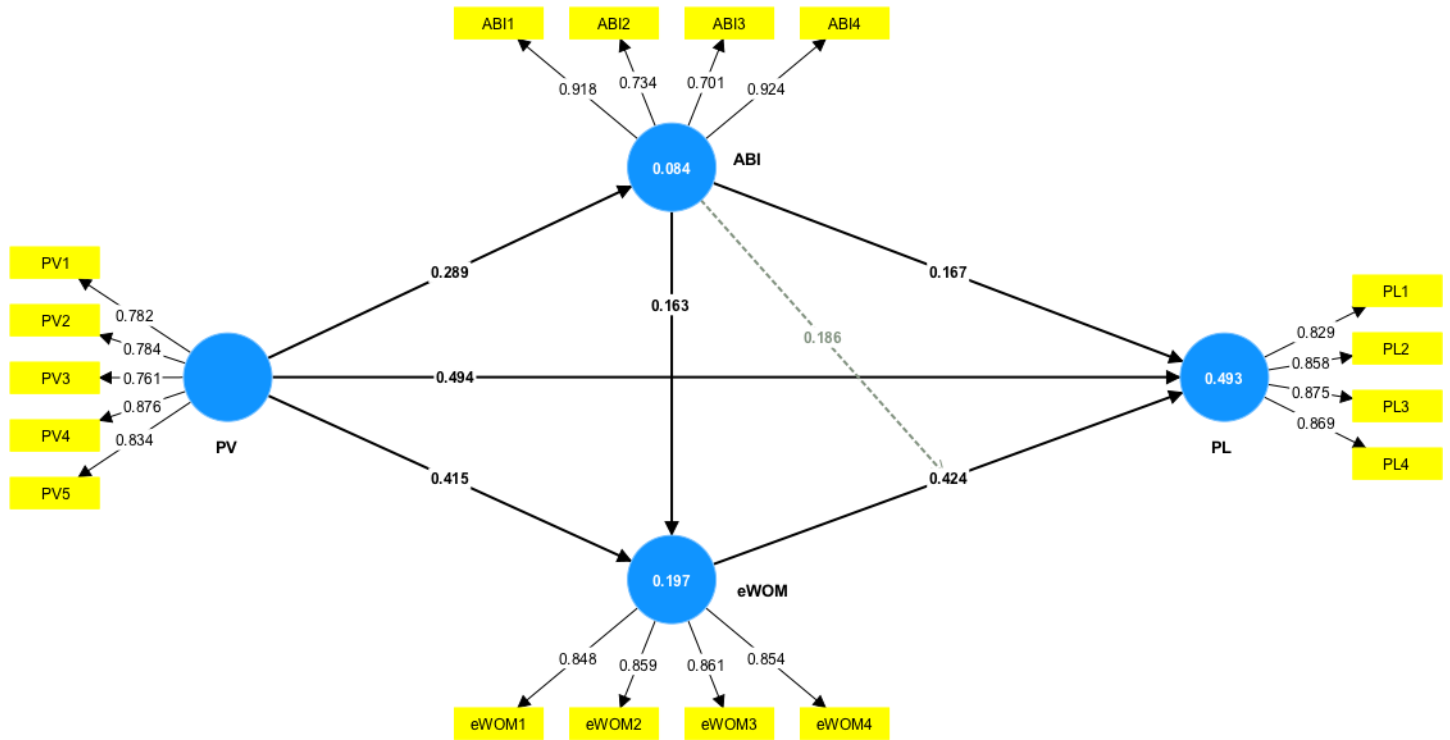 ABI1 ABI2 ABI3 ABI4
0.918 0.734 0.701 0.924
0.084 ABI
PV1
PV2
PV3
PV4
PV5
0.782
0.784
0.761
0.876
0.834
PV
0.289
0.163
0.167
0.186
0.494
0.415
0.424
0.493
PL
0.829
0.858
0.875
0.869
PL1
PL2
PL3
PL4
0.197 eWOM
0.848 0.859 0.861 0.854
eWOM1 eWOM2 eWOM3 eWOM4